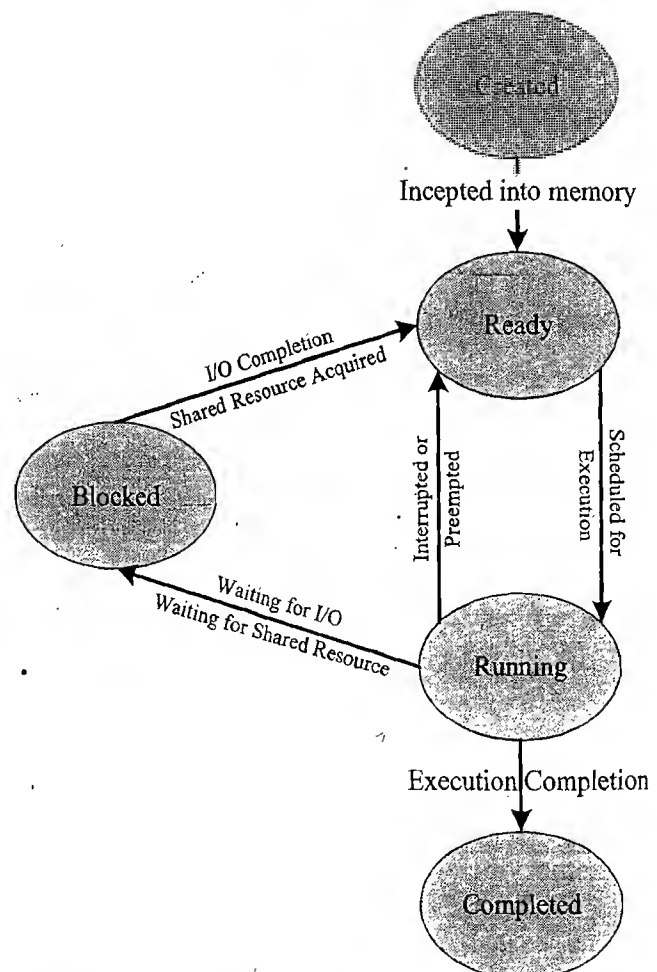 Created
Incepted into memory
Ready
I/O Completion
Shared Resource Acquired
Interrupted or
Preempted
Scheduled for
Execution
Blocked
Waiting for I/O
Waiting for Shared Resource
Running
Execution Completion
Completed